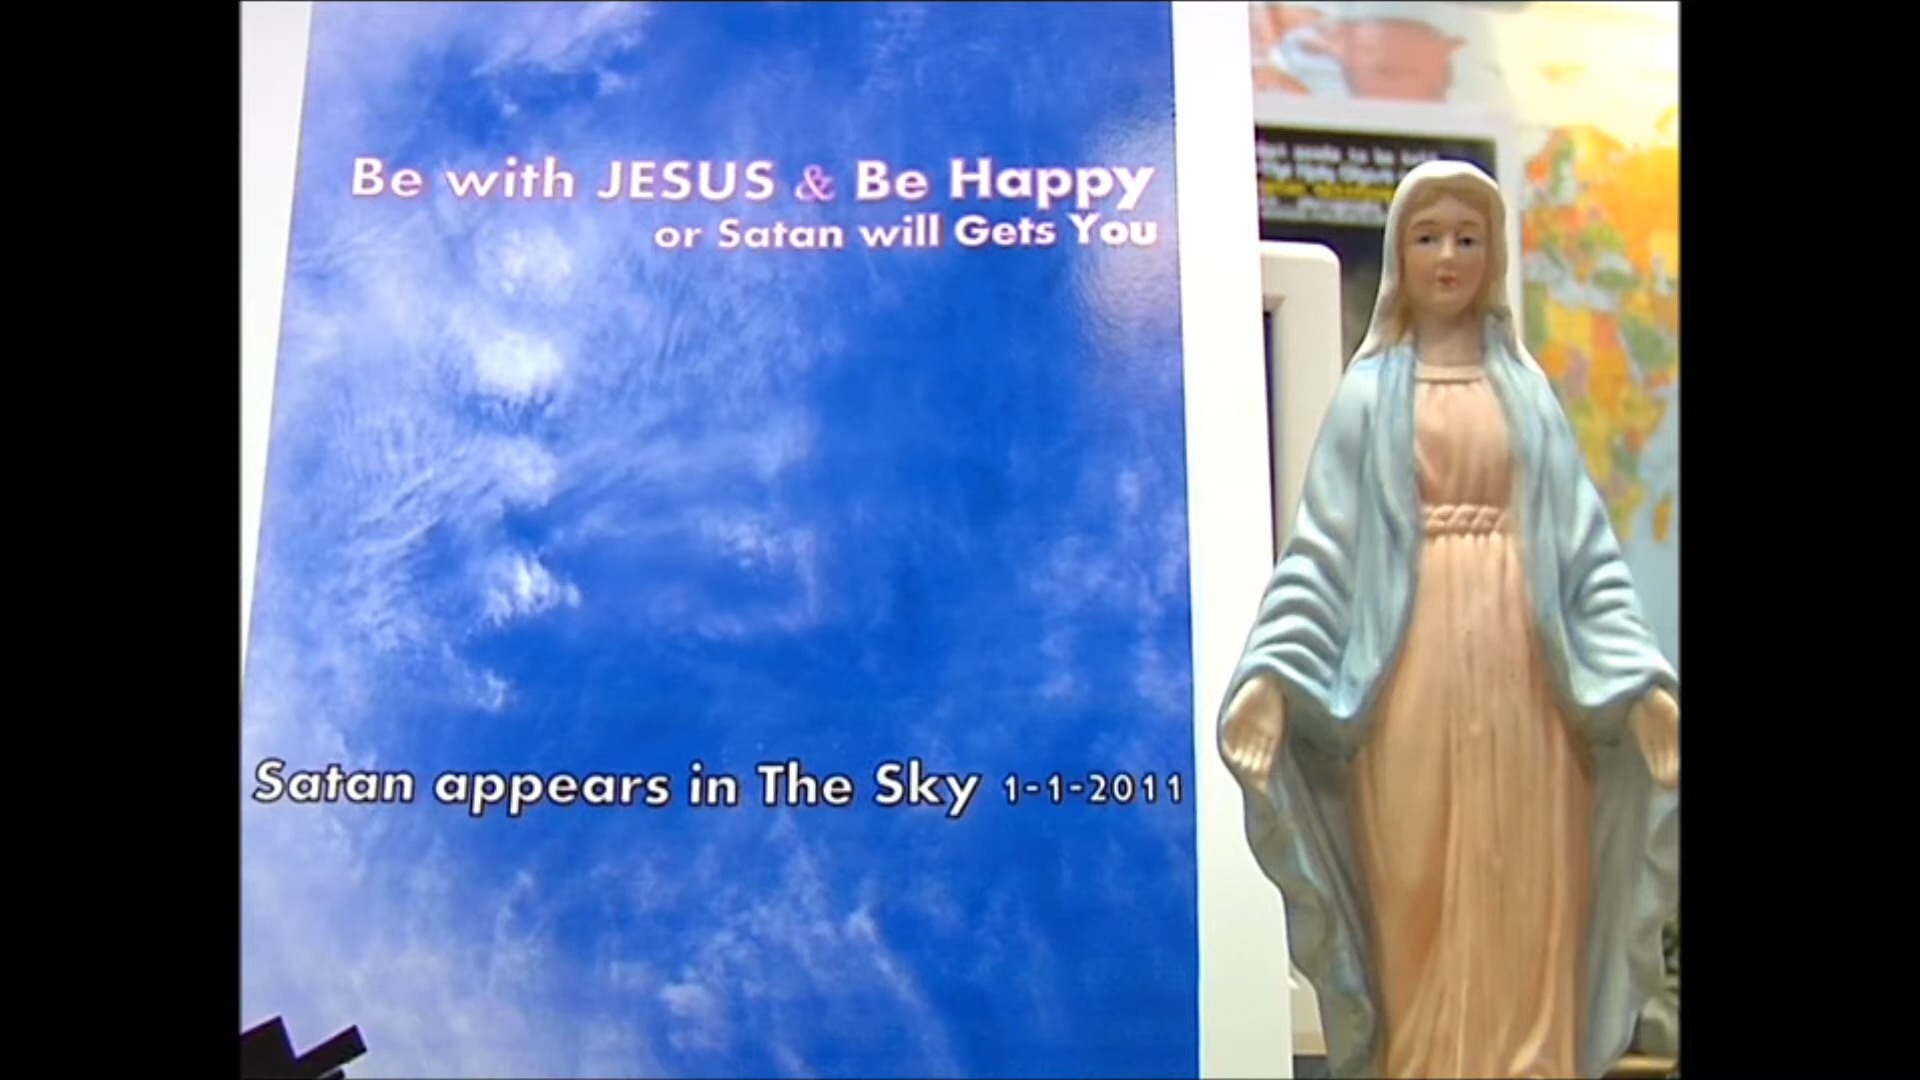 Be with JESUS & Be Happy
or Satan will Gets You
Satan appears in The Sky 1-1-2011